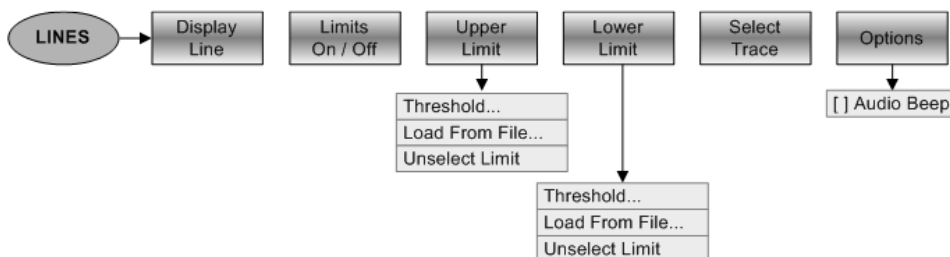 LINES
Display
Line
Limits
On / Off
Upper
Limit
Lower
Limit
Select
Trace
Options
Threshold...
Load From File...
Unselect Limit
Threshold...
Load From File...
Unselect Limit
[ ] Audio Beep